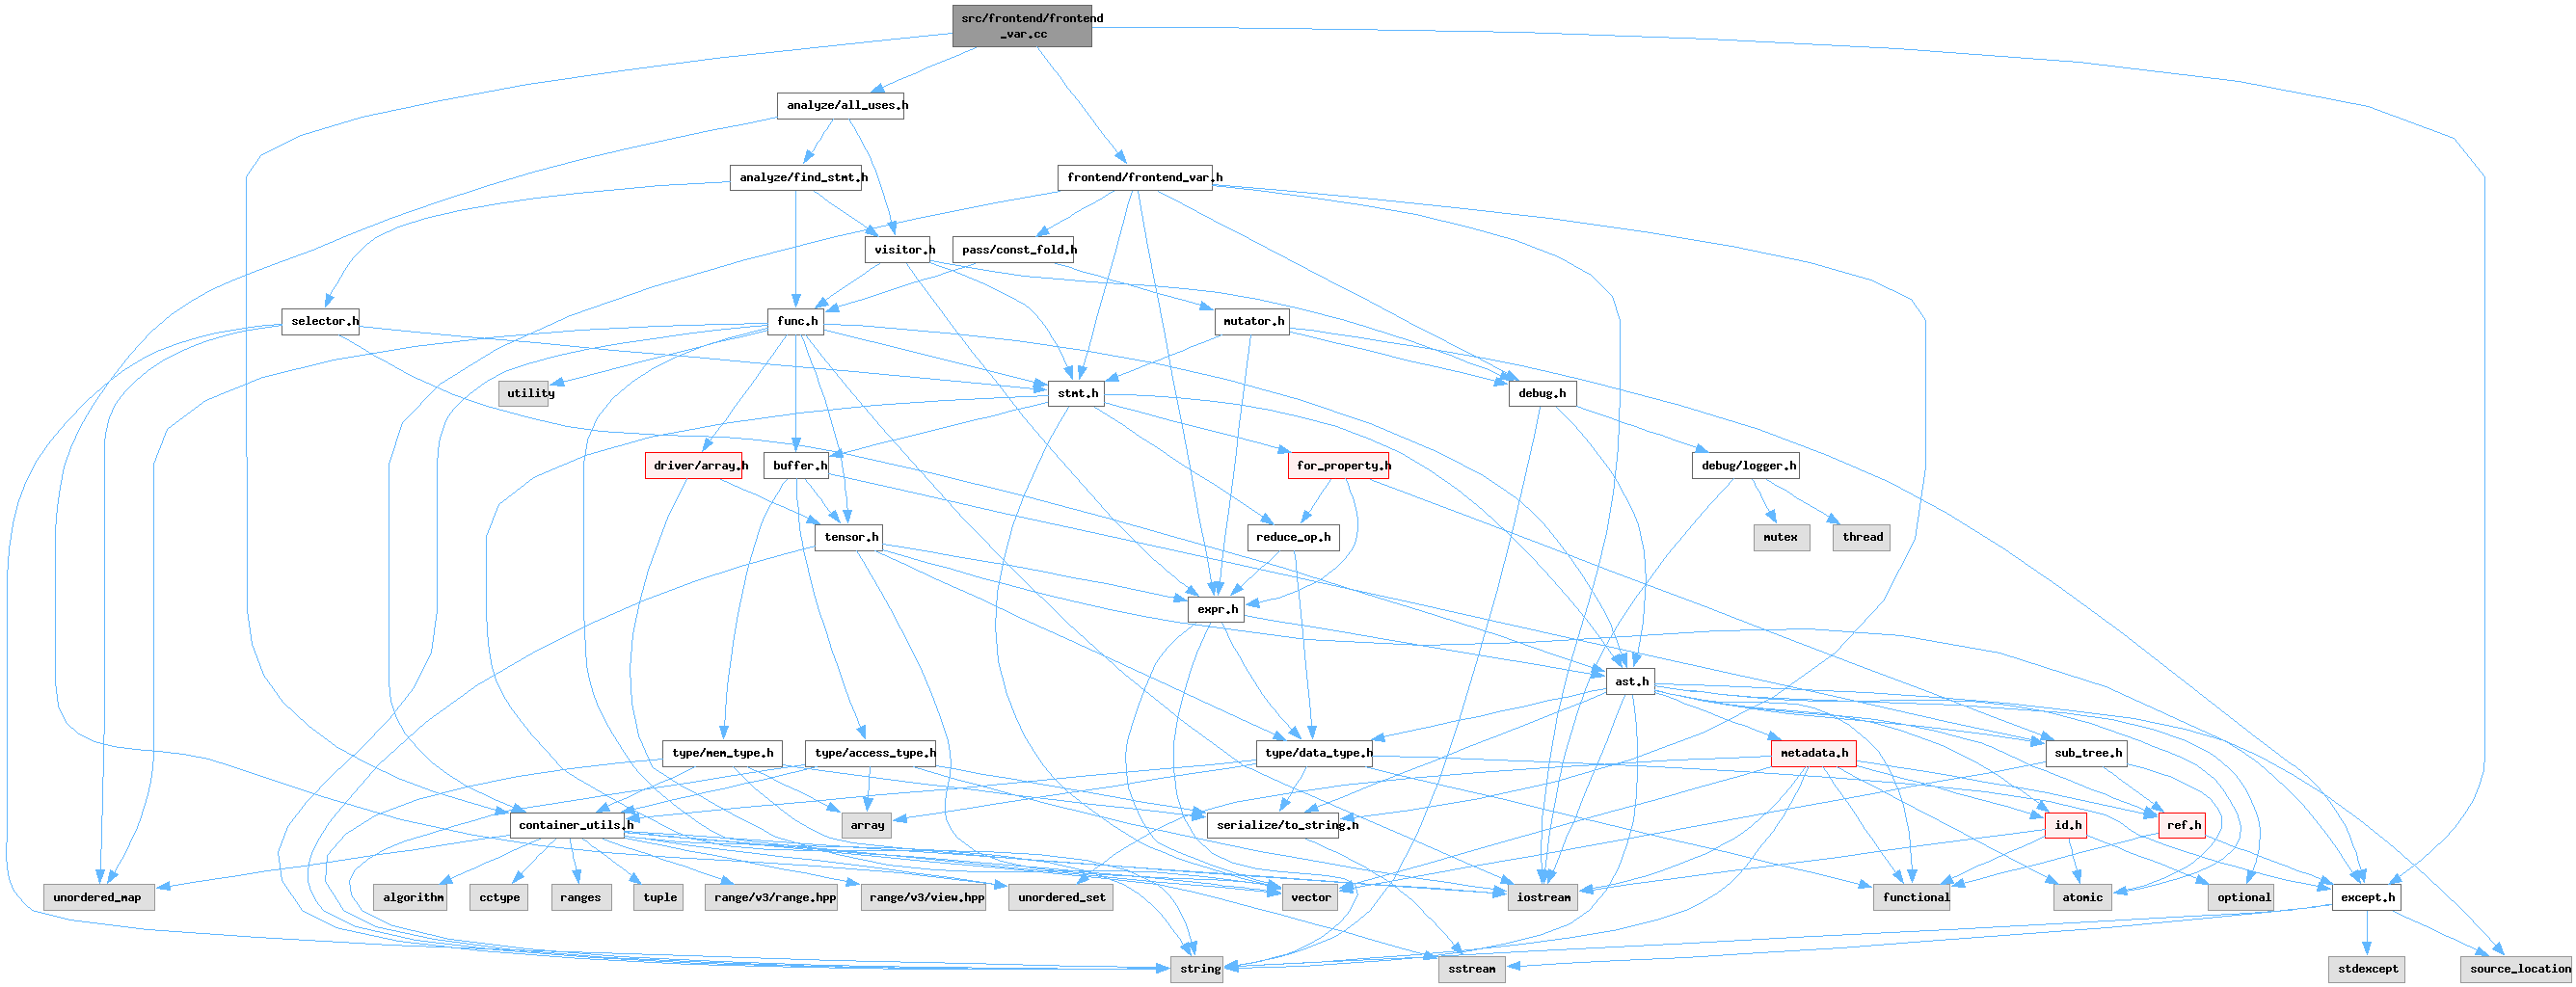 src/frontend/frontend
_var.cc
analyze/all_uses.h
analyze/find_stmt.h
frontend/frontend_var.h
visitor.h
pass/const_fold.h
selector.h
func.h
mutator.h
utility
stmt.h
debug.h
driver/array.h
buffer.h
for_property.h
debug/logger.h
tensor.h
reduce_op.h
mutex
thread
expr.h
ast.h
type/mem_type.h
type/access_type.h
type/data_type.h
metadata.h
sub_tree.h
container_utils.h
array
serialize/to_string.h
id.h
ref.h
unordered_map
algorithm
cctype
ranges
tuple
range/v3/range.hpp
range/v3/view.hpp
unordered_set
vector
iostream
functional
atomic
optional
except.h
string
sstream
stdexcept
source_location